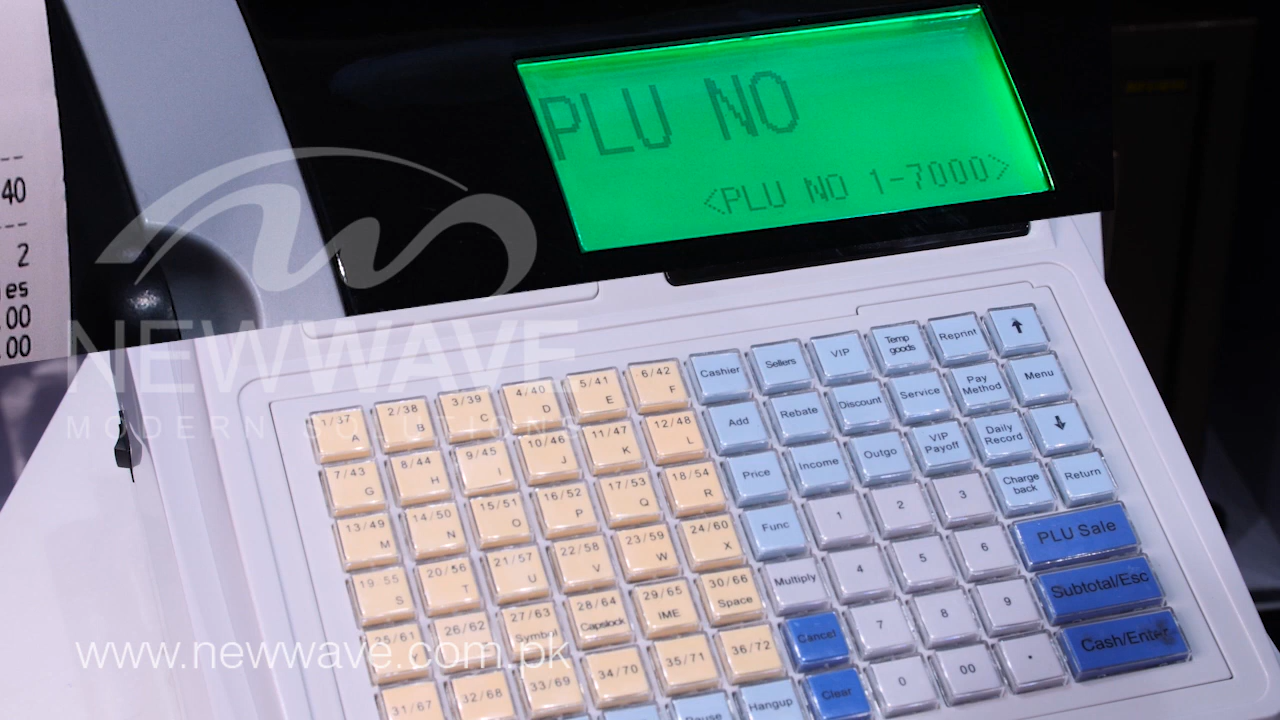 PLU NO
<PLU NO 1-7000>
40
2
es
.00
.00
NEWWAVE
MODERN SOLUTIONS
1/37 A
2/38 B
3/39 C
4/40 D
5/41 E
6/42 F
Cashier
Sellers
VIP
Temp goods
Reprint
↑
7/43 G
8/44 H
9/45 I
10/46 J
11/47 K
12/48 L
Add
Rebate
Discount
Service
Pay Method
Menu
13/49 M
14/50 N
15/51 O
16/52 P
17/53 Q
18/54 R
Price
Income
Outgo
VIP Payoff
Daily Record
↓
19/55 S
20/56 T
21/57 U
22/58 V
23/59 W
24/60 X
Func
1
2
3
Charge back
Return
25/61
26/62
27/63 Symbol
28/64 Capslock
29/65 IME
30/66 Space
Multiply
4
5
6
PLU Sale
31/67
32/68
33/69
34/70
35/71
36/72
Cancel
7
8
9
Subtotal/Esc
Pause
Hangup
Clear
0
00
.
Cash/Enter
www.newwave.com.pk